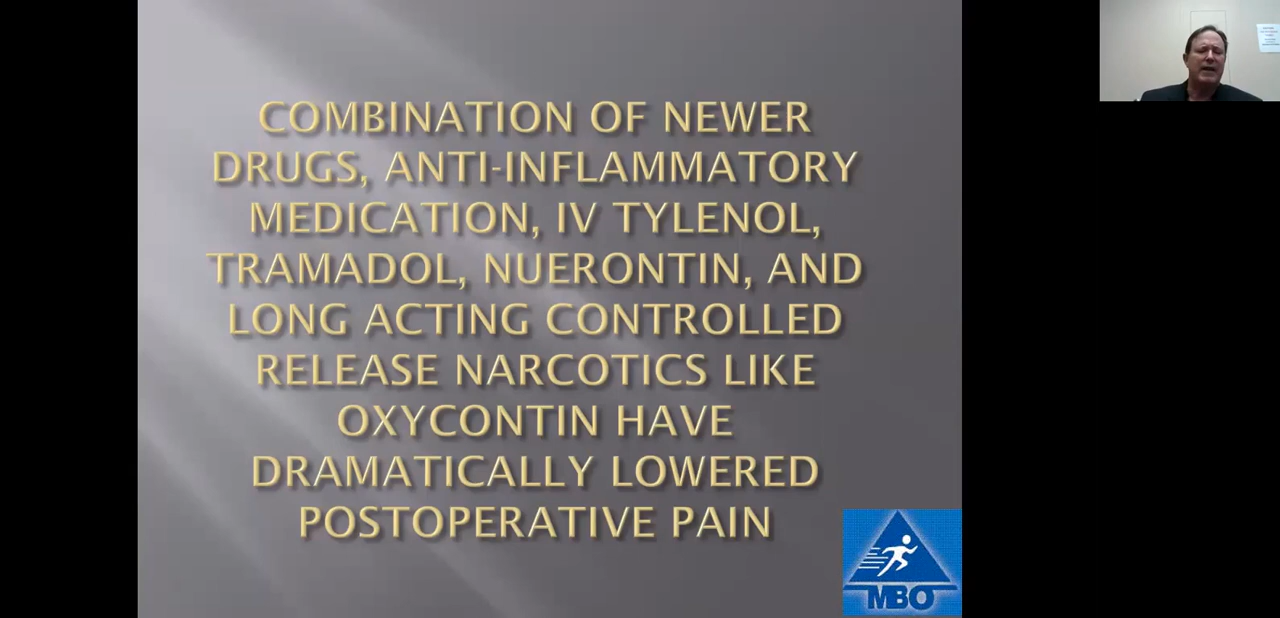 COMBINATION OF NEWER
DRUGS, ANTI-INFLAMMATORY
MEDICATION, IV TYLENOL,
TRAMADOL, NUERONTIN, AND
LONG ACTING CONTROLLED
RELEASE NARCOTICS LIKE
OXYCONTIN HAVE
DRAMATICALLY LOWERED
POSTOPERATIVE PAIN
MBO